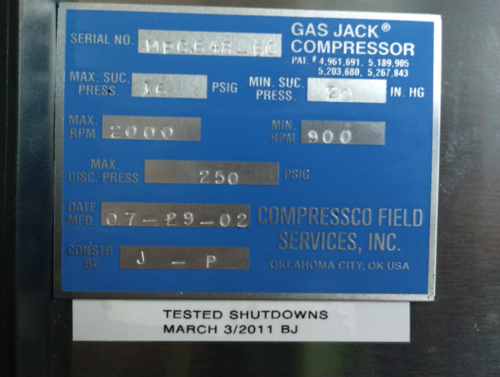 GAS JACK®
SERIAL NO. COMPRESSOR
PAT. # 4,961,691, 5,189,905
5,203,680, 5,267,843
MAX. SUC. PRESS. PSIG MIN. SUC. PRESS. 20 IN. HG
MAX. RPM 2000 MIN. RPM 900
MAX. DISC. PRESS. 250 PSIG
DATE MFD. 07-29-02 COMPRESSCO FIELD
SERVICES, INC.
CONSTR BY J - P
OKLAHOMA CITY, OK USA
TESTED SHUTDOWNS
MARCH 3/2011 BJ